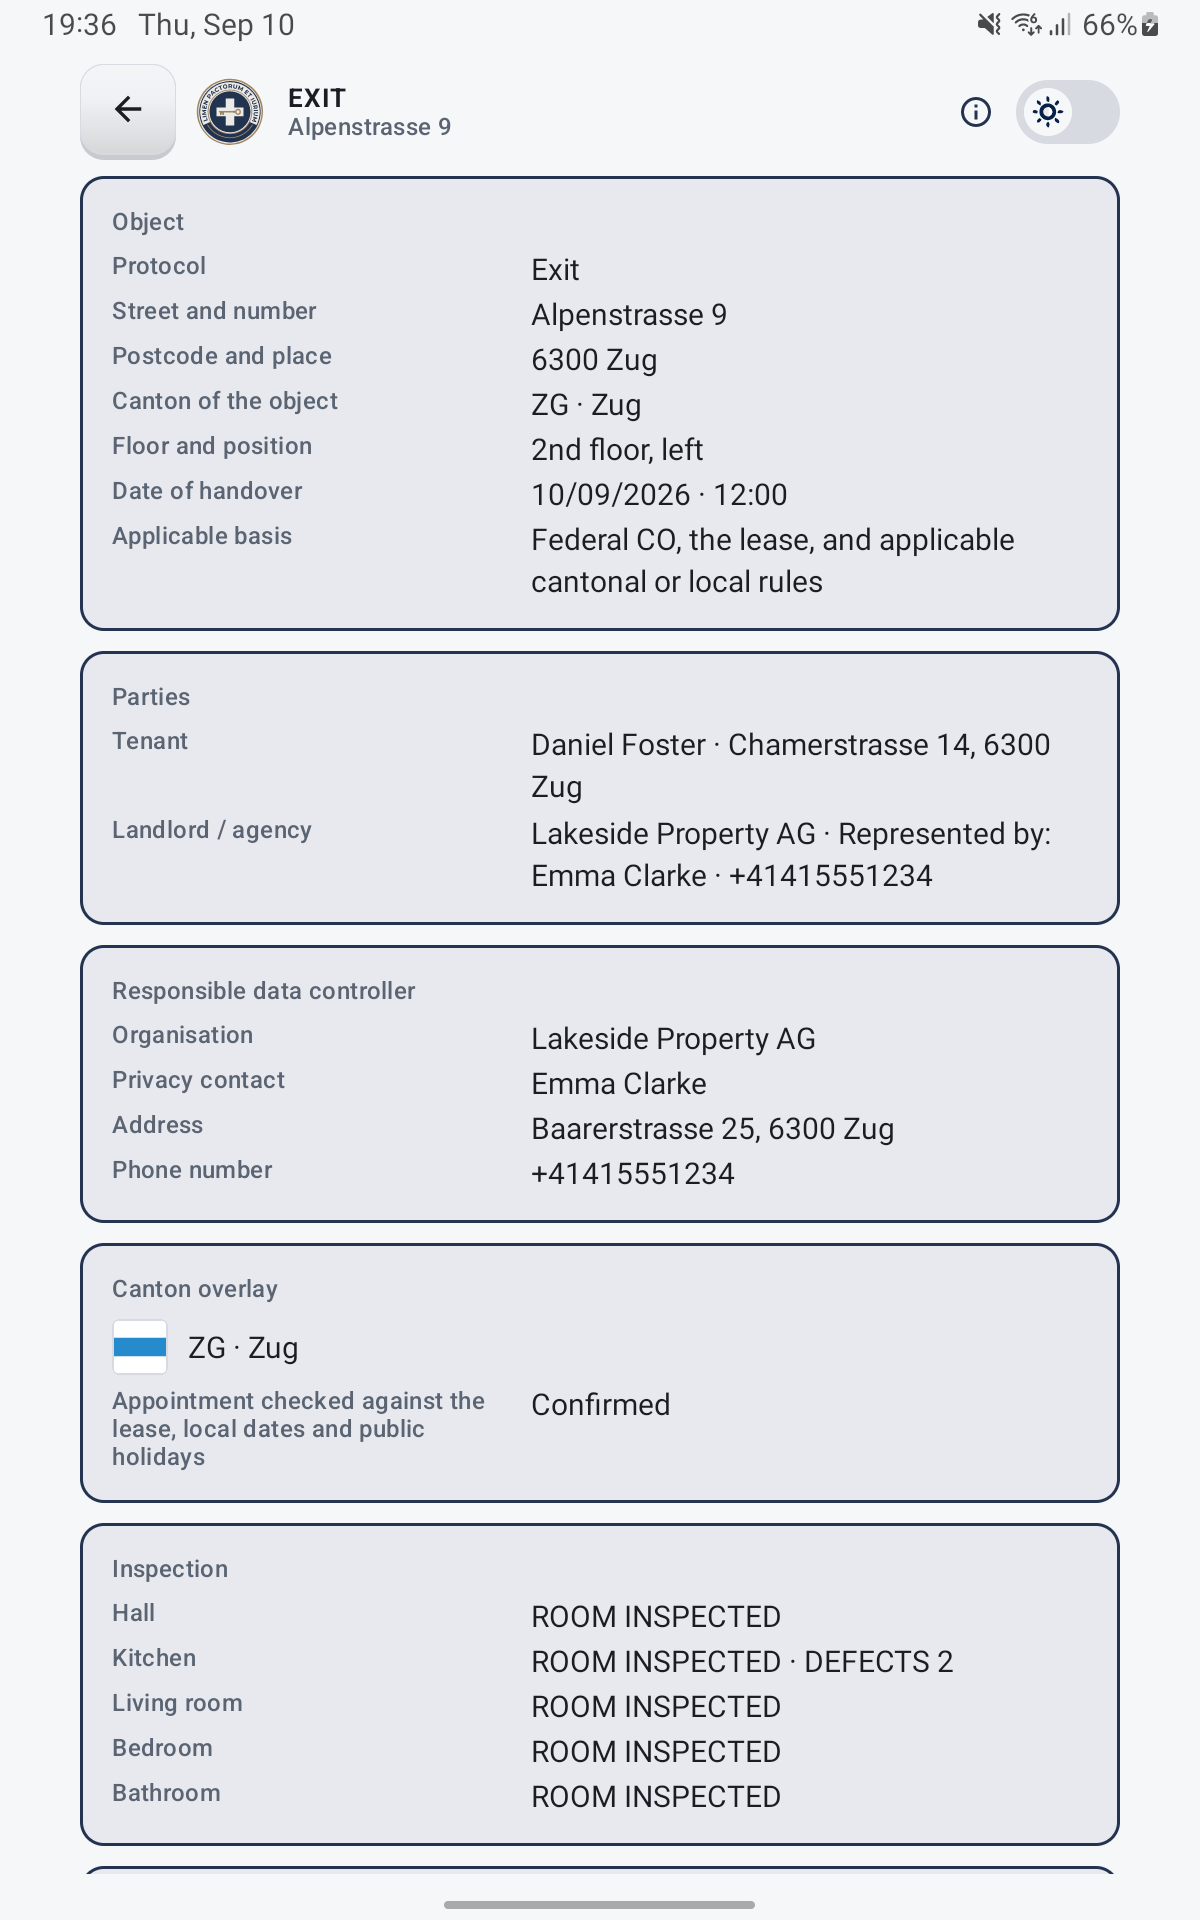 19:36 Thu, Sep 10
66%
EXIT
Alpenstrasse 9
LIMEN PACTORUM ET IURIUM
Object
Protocol
Exit
Street and number
Alpenstrasse 9
Postcode and place
6300 Zug
Canton of the object
ZG · Zug
Floor and position
2nd floor, left
Date of handover
10/09/2026 · 12:00
Applicable basis
Federal CO, the lease, and applicable
cantonal or local rules
Parties
Tenant
Daniel Foster · Chamerstrasse 14, 6300
Zug
Landlord / agency
Lakeside Property AG · Represented by:
Emma Clarke · +41415551234
Responsible data controller
Organisation
Lakeside Property AG
Privacy contact
Emma Clarke
Address
Baarerstrasse 25, 6300 Zug
Phone number
+41415551234
Canton overlay
ZG · Zug
Appointment checked against the
lease, local dates and public
holidays
Confirmed
Inspection
Hall
ROOM INSPECTED
Kitchen
ROOM INSPECTED · DEFECTS 2
Living room
ROOM INSPECTED
Bedroom
ROOM INSPECTED
Bathroom
ROOM INSPECTED